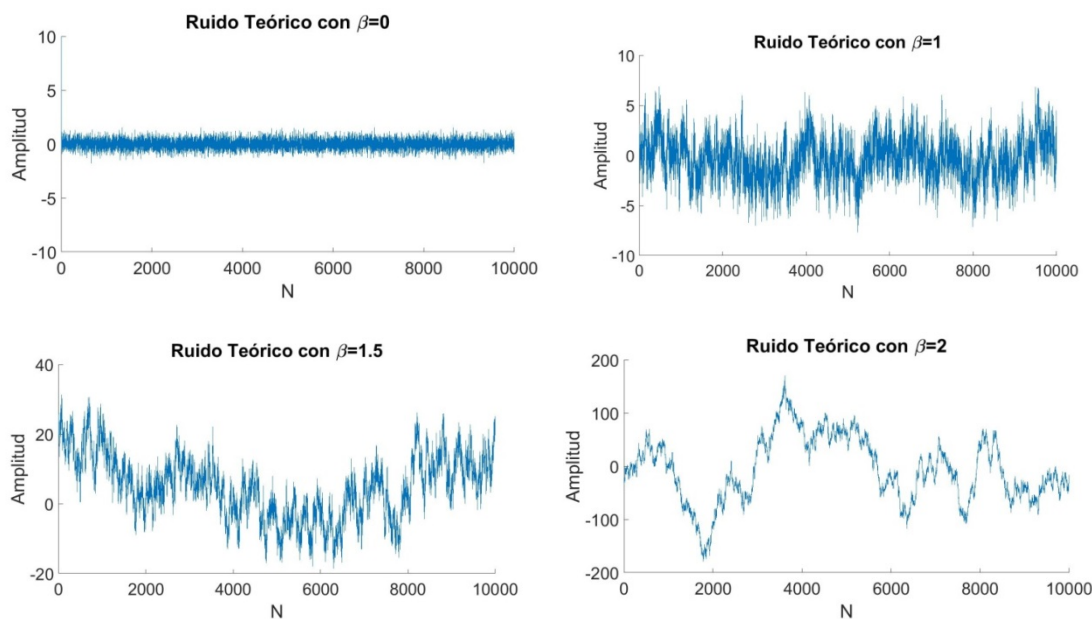 Ruido Teórico con β=0
10
5
0
-5
-10
Amplitud
0 2000 4000 6000 8000 10000
N
Ruido Teórico con β=1
10
5
0
-5
-10
Amplitud
0 2000 4000 6000 8000 10000
N
Ruido Teórico con β=1.5
40
20
0
-20
Amplitud
0 2000 4000 6000 8000 10000
N
Ruido Teórico con β=2
200
100
0
-100
-200
Amplitud
0 2000 4000 6000 8000 10000
N